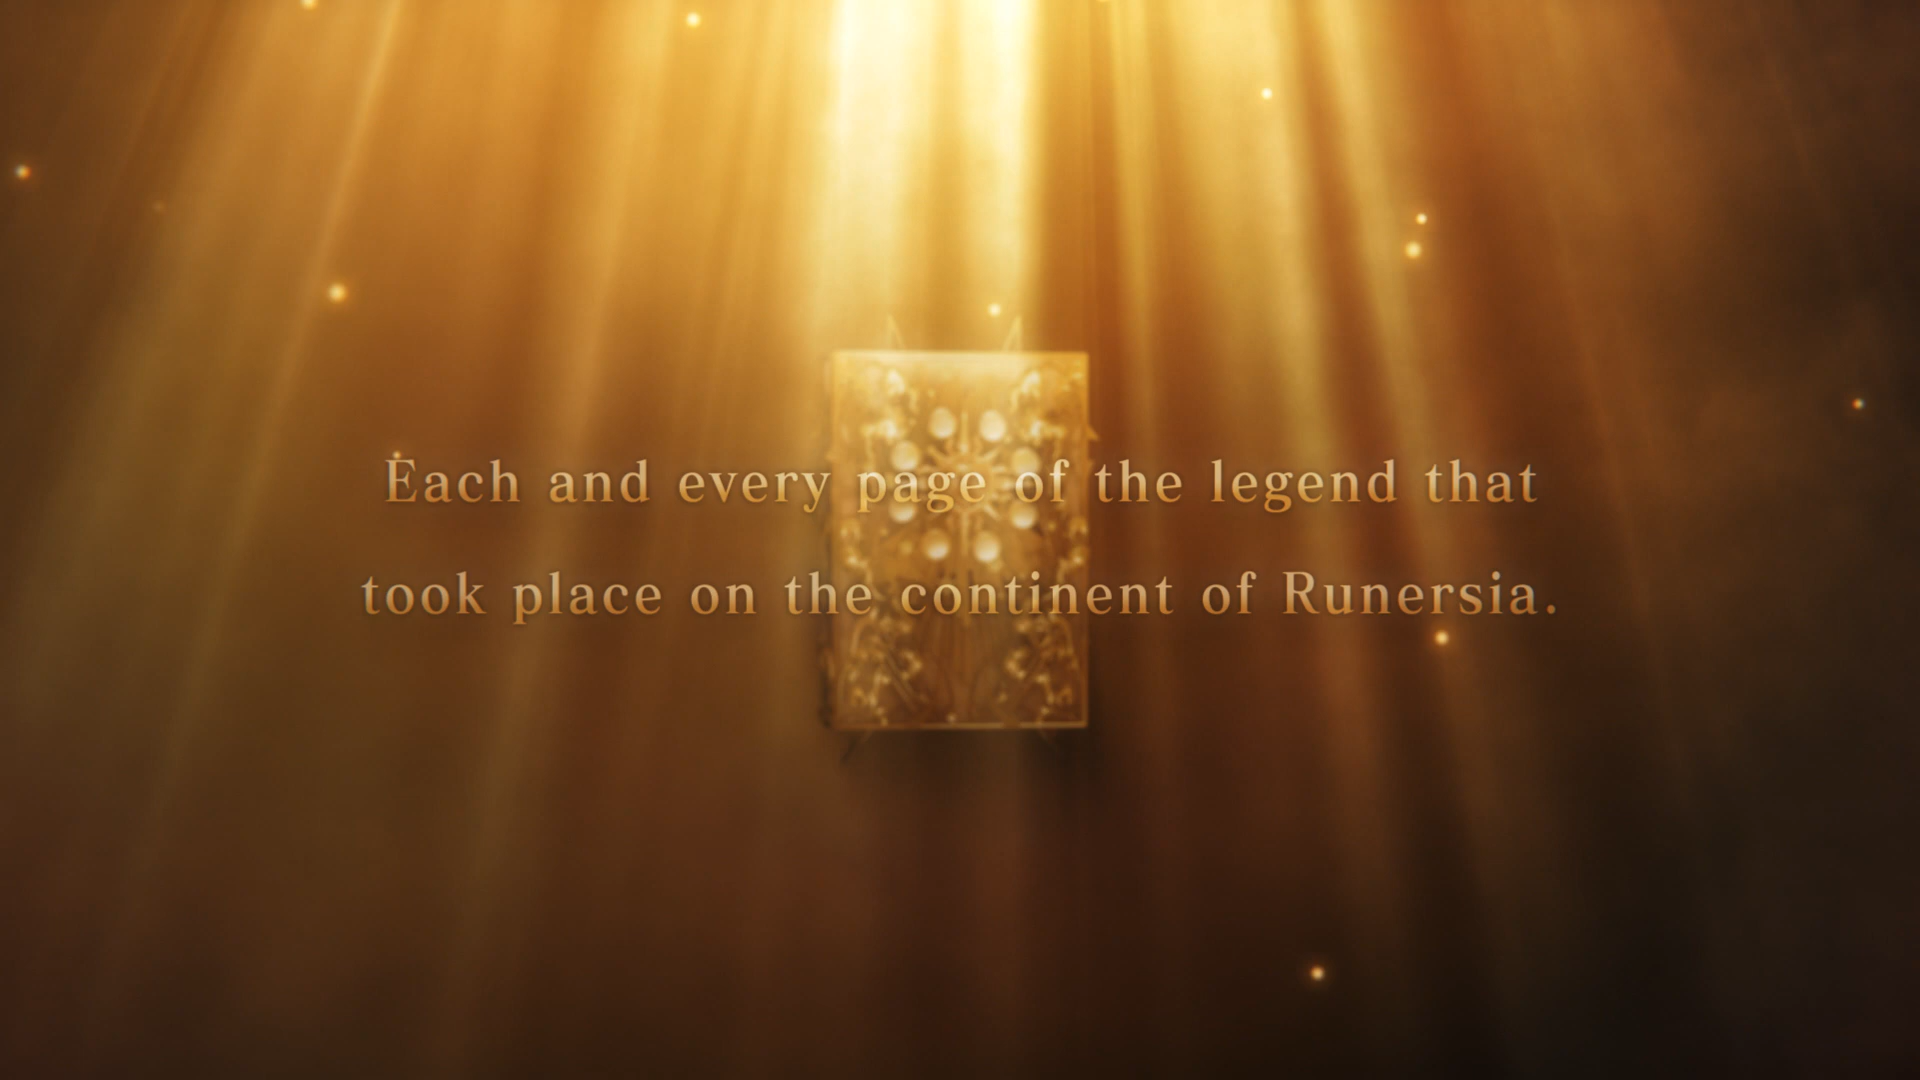 Each and every page of the legend that
took place on the continent of Runersia.